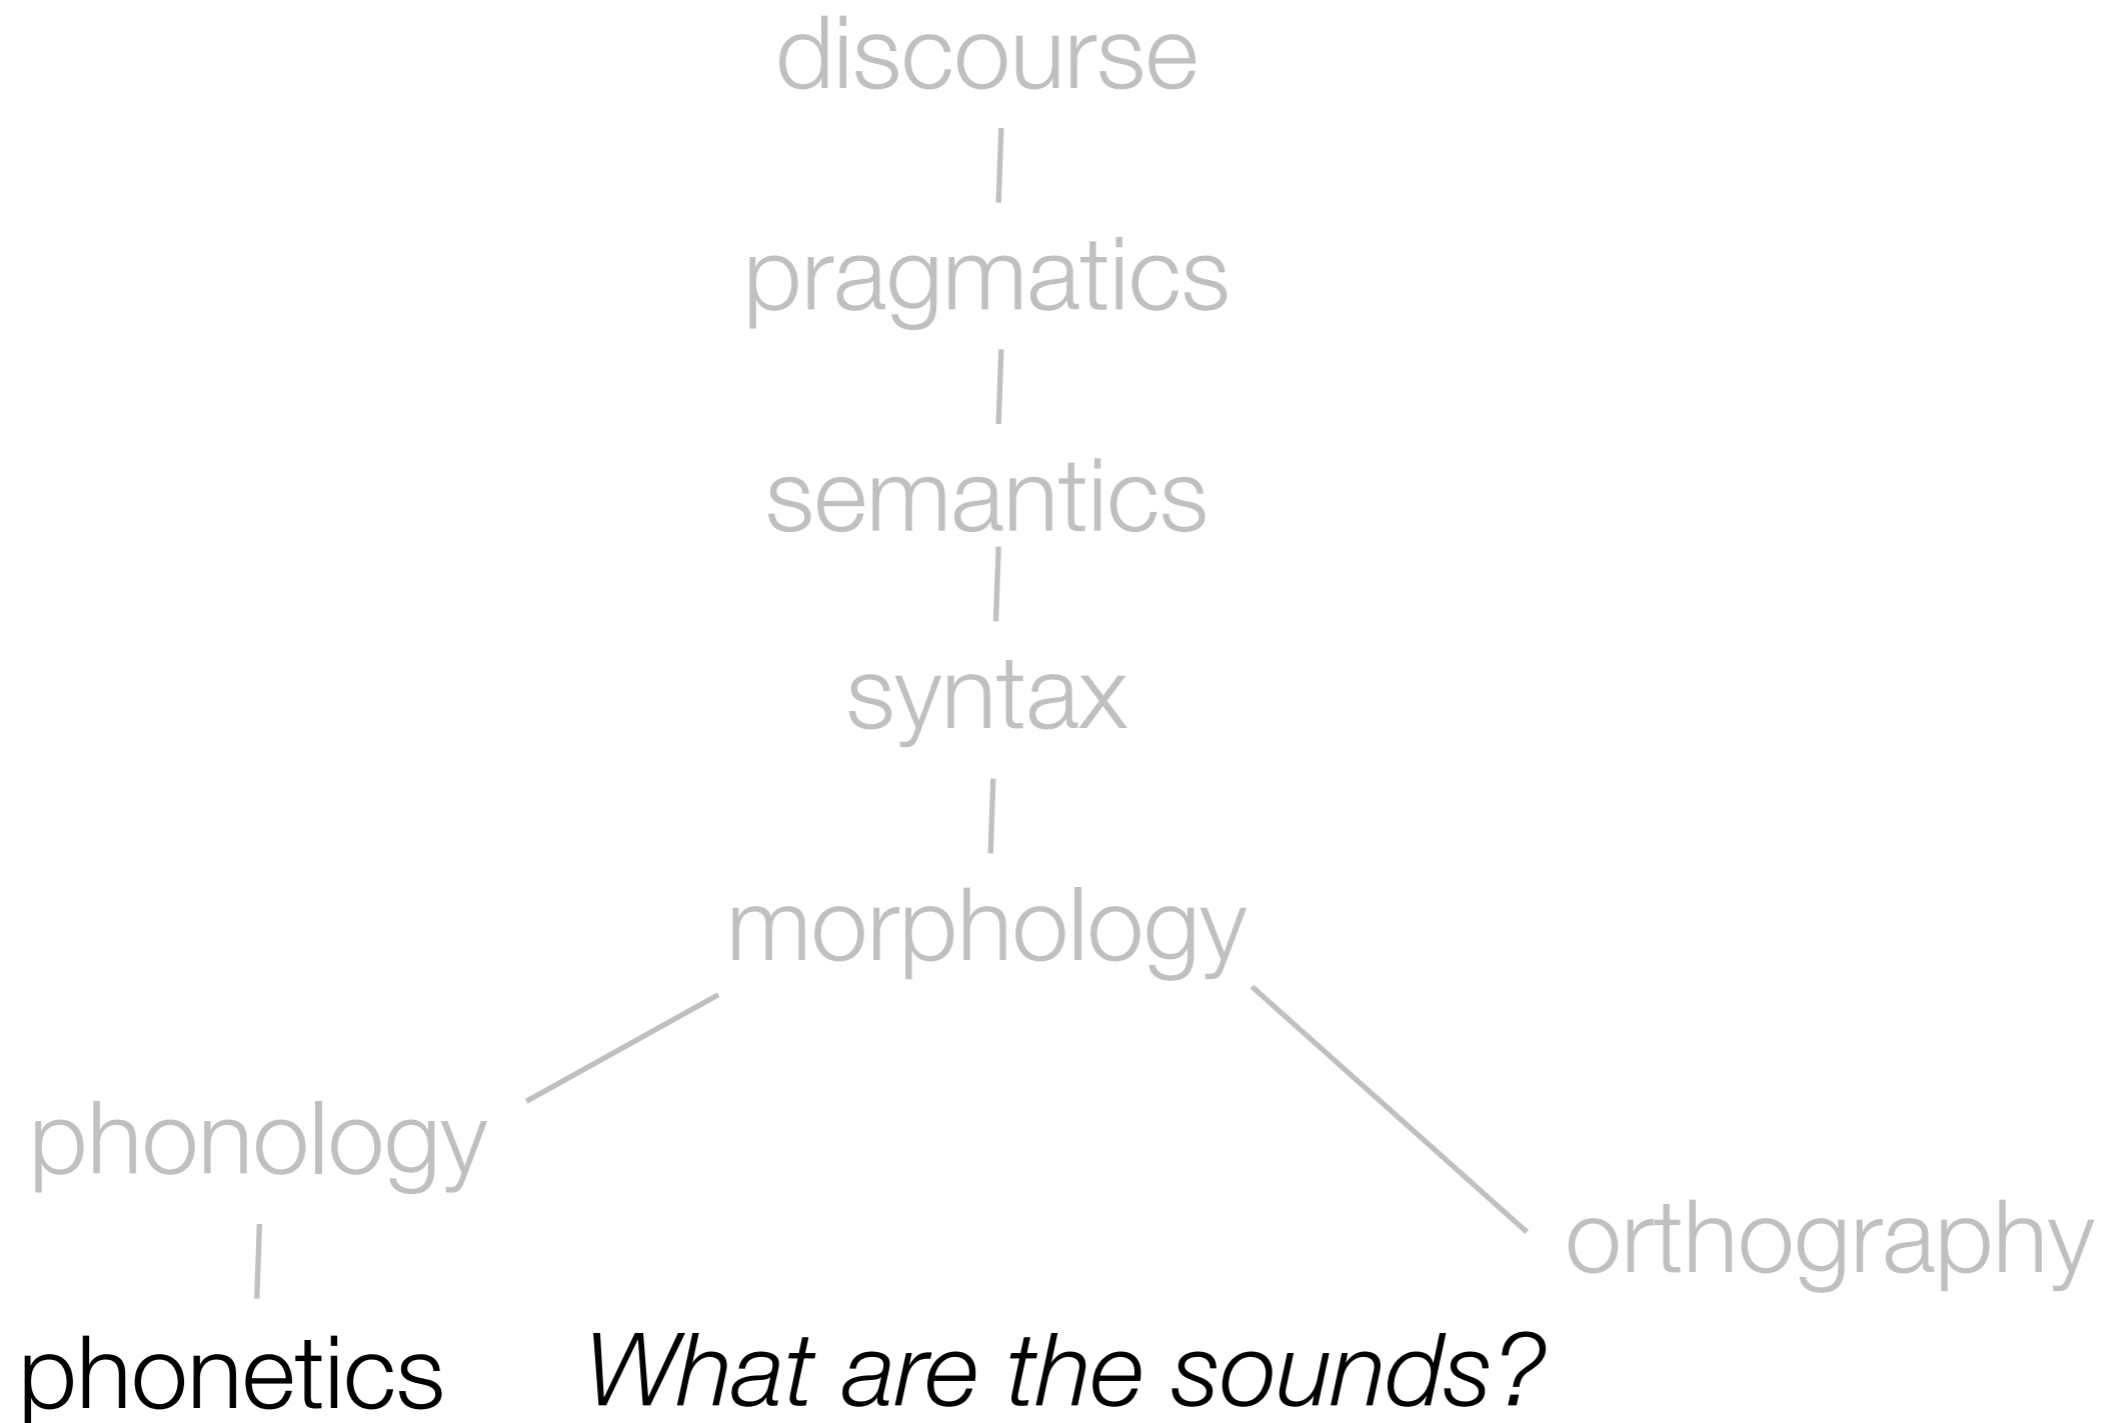 discourse
pragmatics
semantics
syntax
morphology
phonology
orthography
phonetics
What are the sounds?